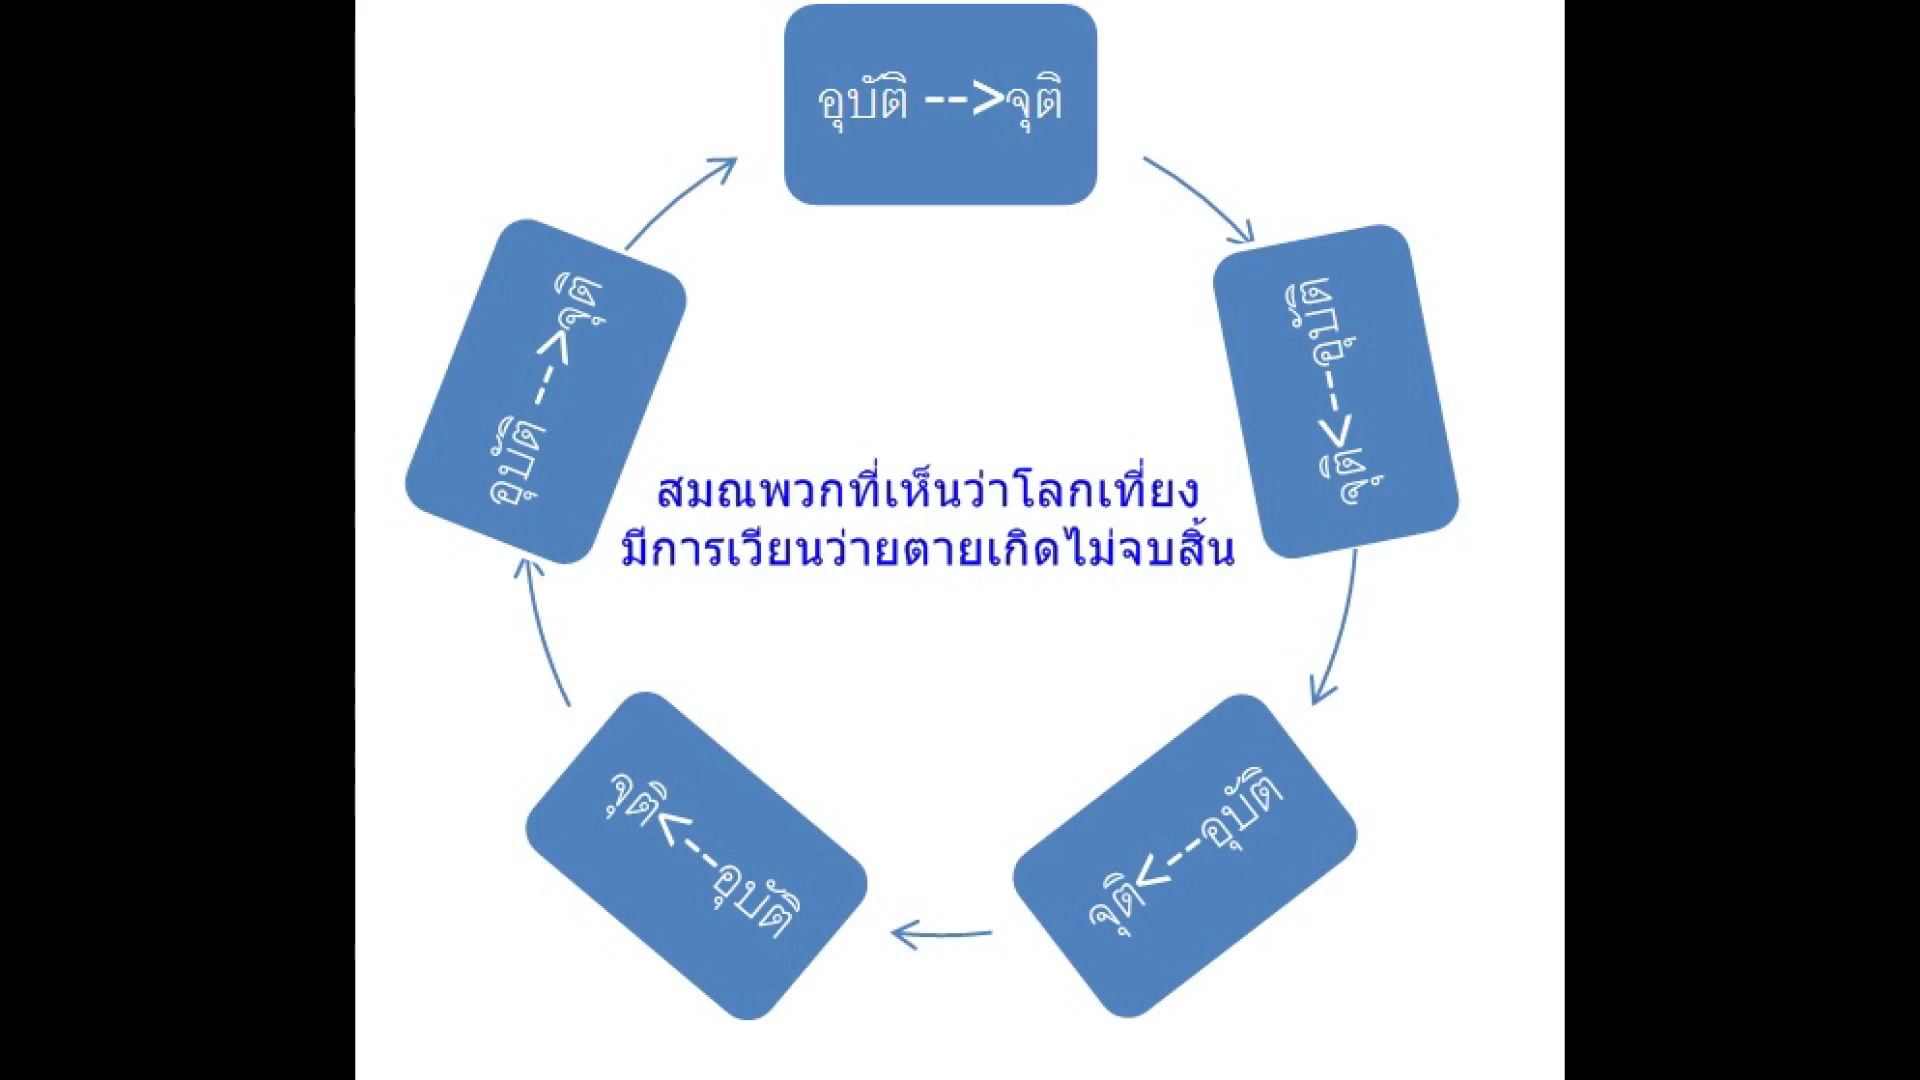 อุบัติ -->จุติ
อุบัติ-->จุติ
อุบัติ-->จุติ
จุติ<--อุบัติ
จุติ<--อุบัติ
สมณพวกที่เห็นว่าโลกเที่ยง
มีการเวียนว่ายตายเกิดไม่จบสิ้น